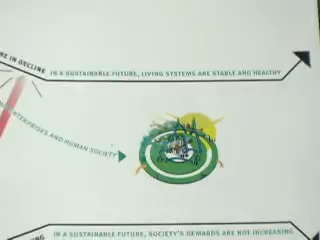 RE IN DECLINE IN A SUSTAINABLE FUTURE, LIVING SYSTEMS ARE STABLE AND HEALTHY
ENTERPRISES AND HUMAN SOCIETY
IN A SUSTAINABLE FUTURE, SOCIETY'S DEMANDS ARE NOT INCREASING